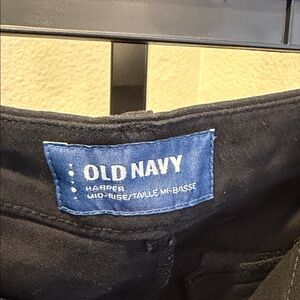 OLD NAVY
HARPER
MID-RISE/TAILLE MI-BASSE